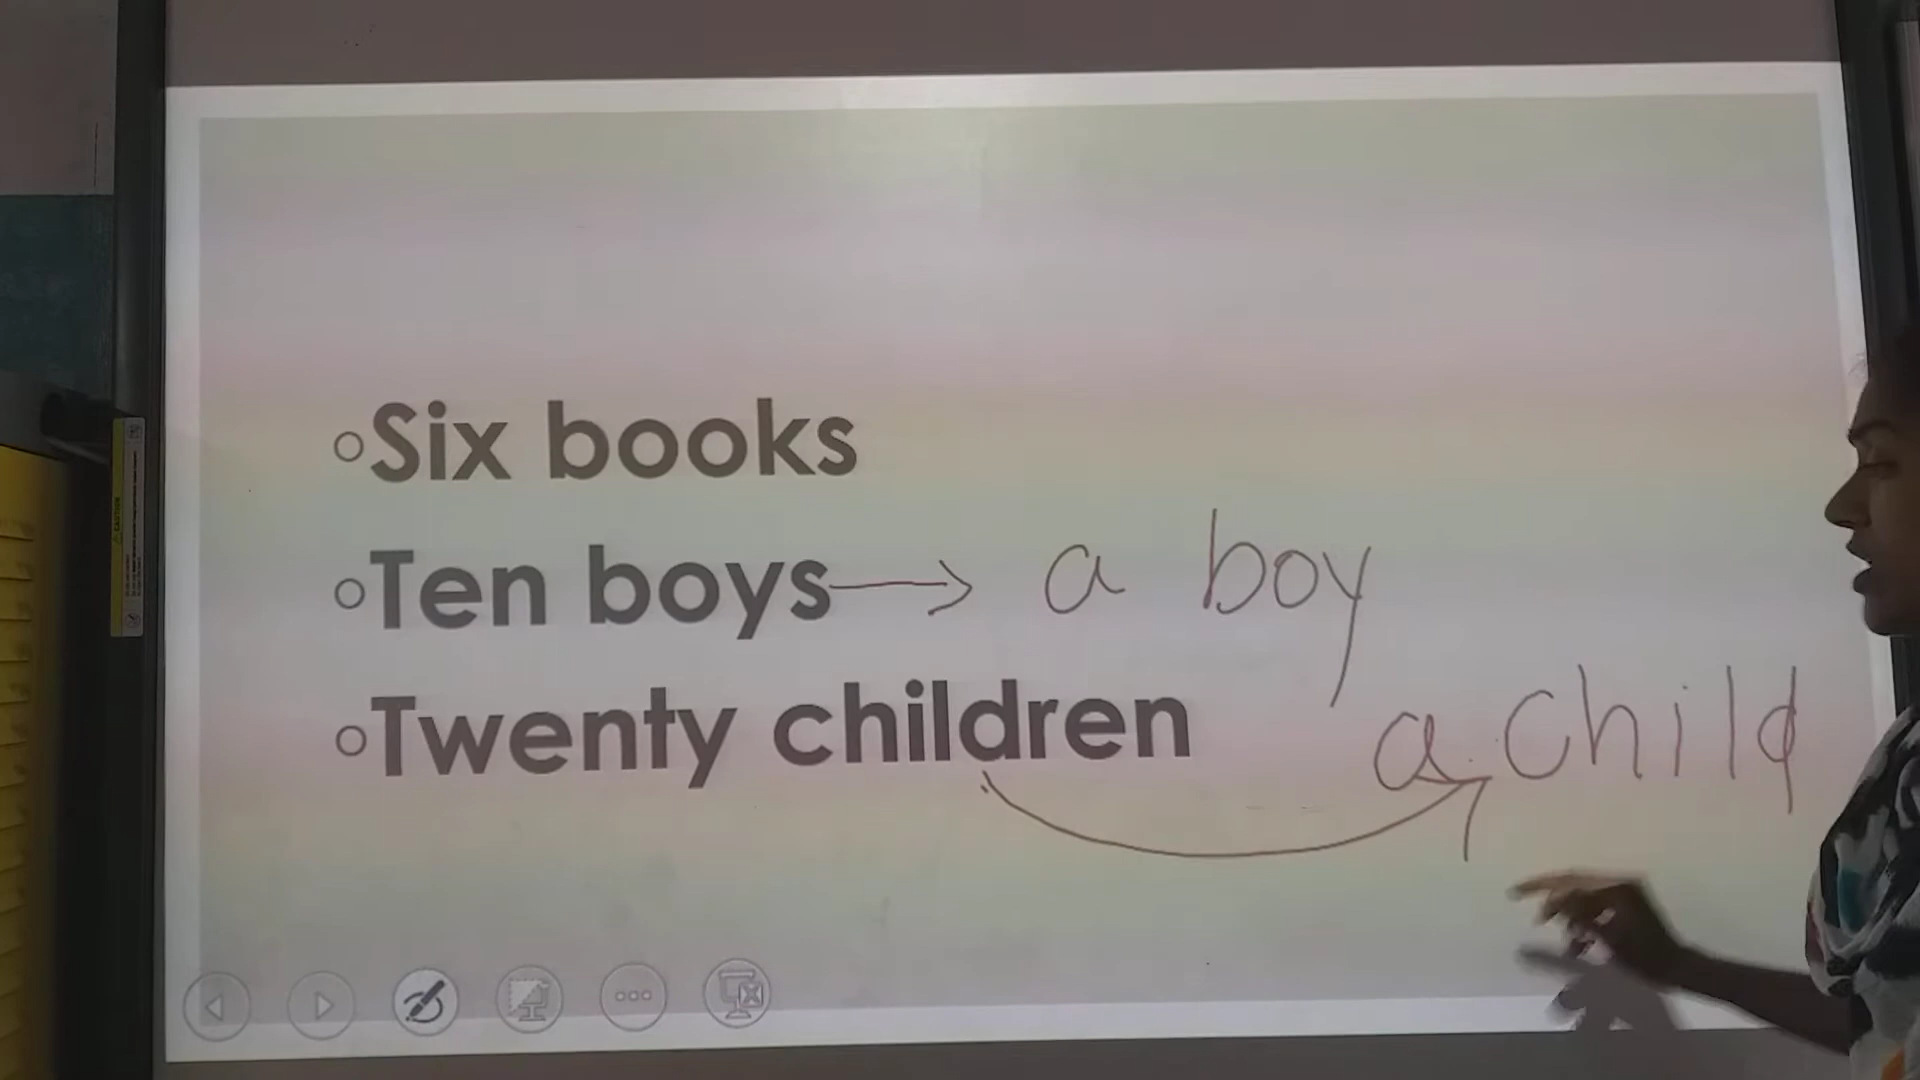 Six books
Ten boys → a boy
Twenty children a child